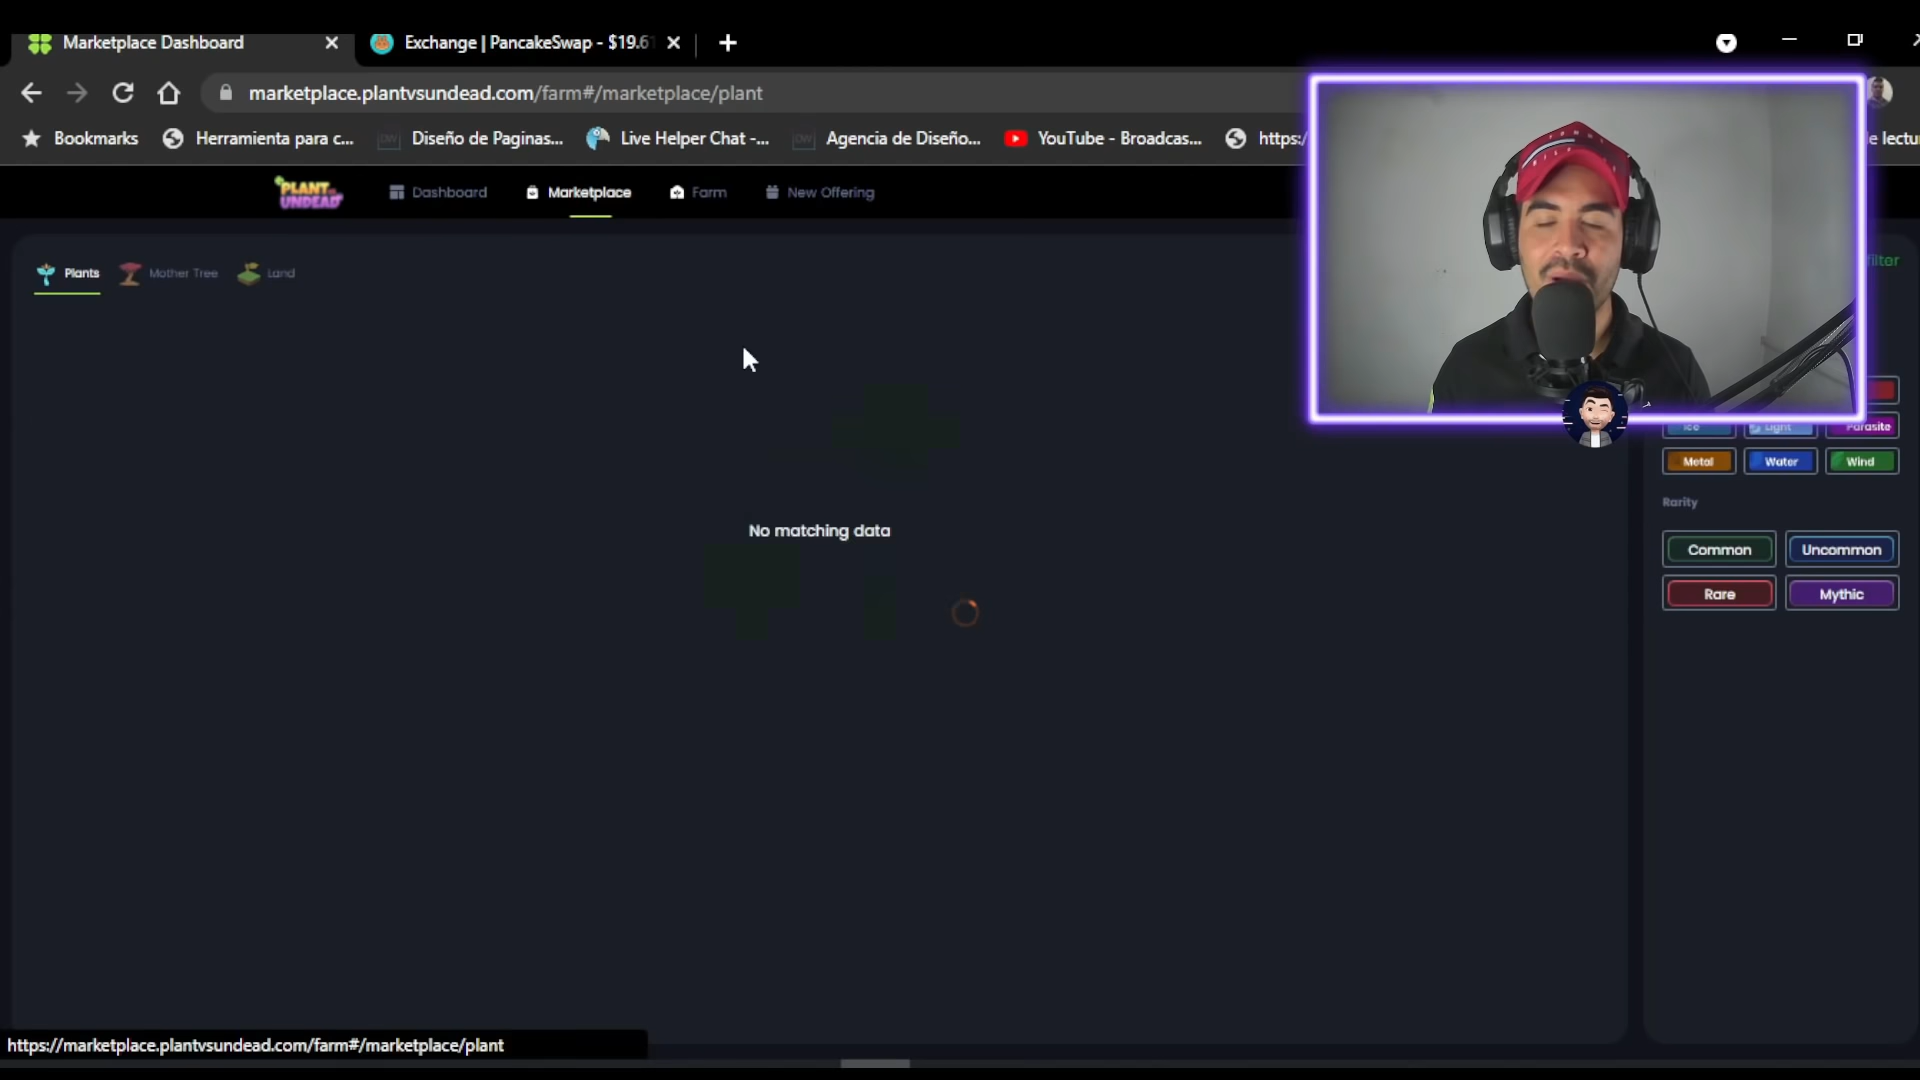 Marketplace Dashboard
Exchange | PancakeSwap - $19.6
marketplace.plantvsundead.com/farm#/marketplace/plant
Bookmarks
Herramienta para c...
Diseño de Paginas...
Live Helper Chat -...
Agencia de Diseño...
YouTube - Broadcas...
https:/
de lectu
PLANT UNDEAD
Dashboard
Marketplace
Farm
New Offering
Plants
Mother Tree
Land
filter
Ice
Light
Parasite
Metal
Water
Wind
Rarity
Common
Uncommon
Rare
Mythic
No matching data
https://marketplace.plantvsundead.com/farm#/marketplace/plant